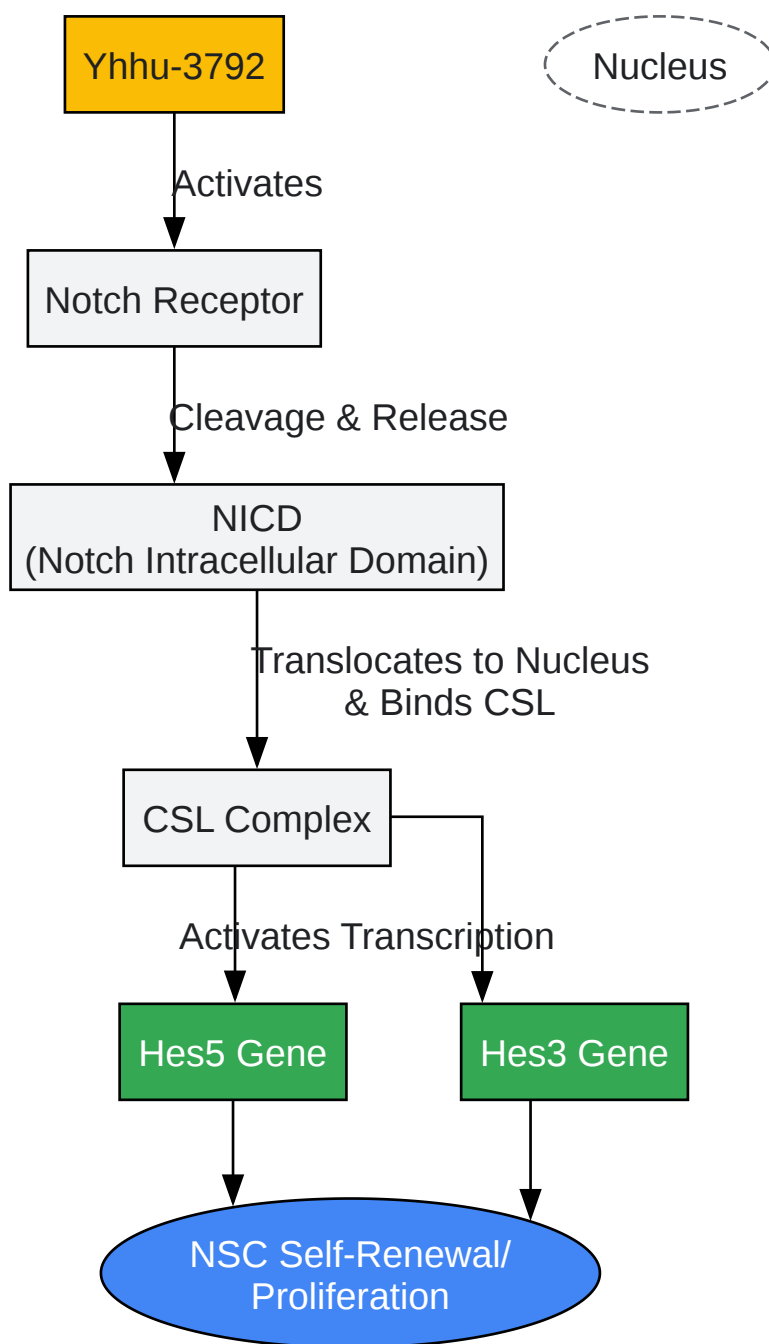 Yhhu-3792
Nucleus
Activates
Notch Receptor
Cleavage & Release
NICD
(Notch Intracellular Domain)
Translocates to Nucleus
& Binds CSL
CSL Complex
Activates Transcription
Hes5 Gene
Hes3 Gene
NSC Self-Renewal/
Proliferation